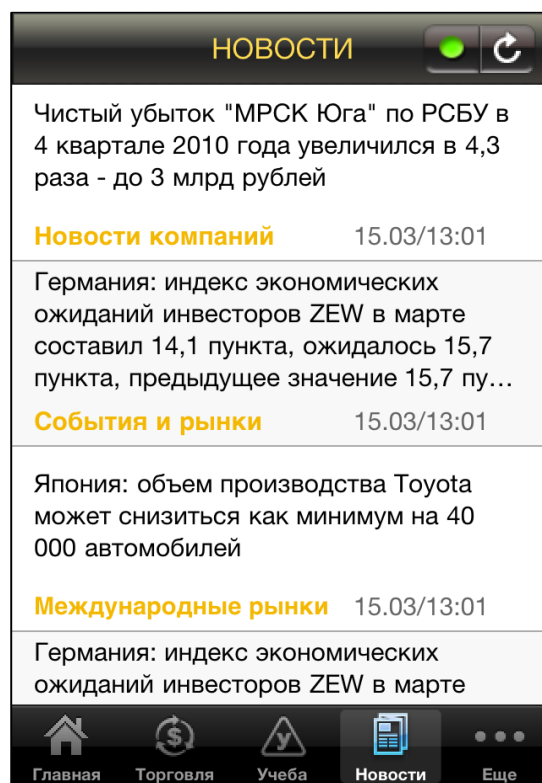 НОВОСТИ
Чистый убыток "МРСК Юга" по РСБУ в
4 квартале 2010 года увеличился в 4,3
раза - до 3 млрд рублей
Новости компаний 15.03/13:01
Германия: индекс экономических
ожиданий инвесторов ZEW в марте
составил 14,1 пункта, ожидалось 15,7
пункта, предыдущее значение 15,7 пу...
События и рынки 15.03/13:01
Япония: объем производства Toyota
может снизиться как минимум на 40
000 автомобилей
Международные рынки 15.03/13:01
Германия: индекс экономических
ожиданий инвесторов ZEW в марте
Главная Торговля Учеба Новости Еще